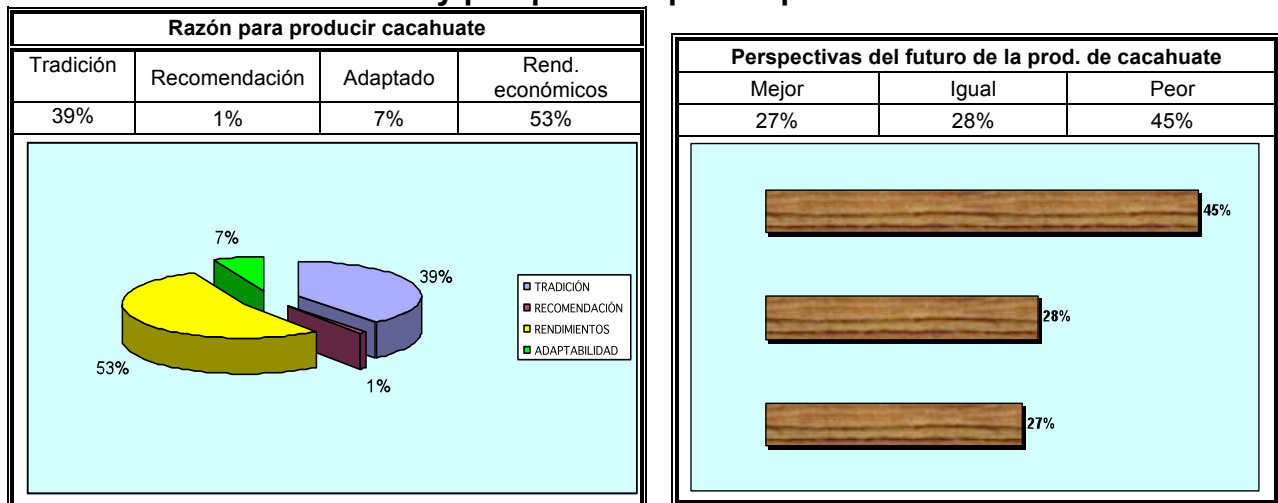 Razón para producir cacahuate
Tradición Recomendación Adaptado Rend. económicos
39% 1% 7% 53%
7%
39%
53%
1%
TRADICIÓN
RECOMENDACIÓN
RENDIMIENTOS
ADAPTABILIDAD
Perspectivas del futuro de la prod. de cacahuate
Mejor Igual Peor
27% 28% 45%
45%
28%
27%